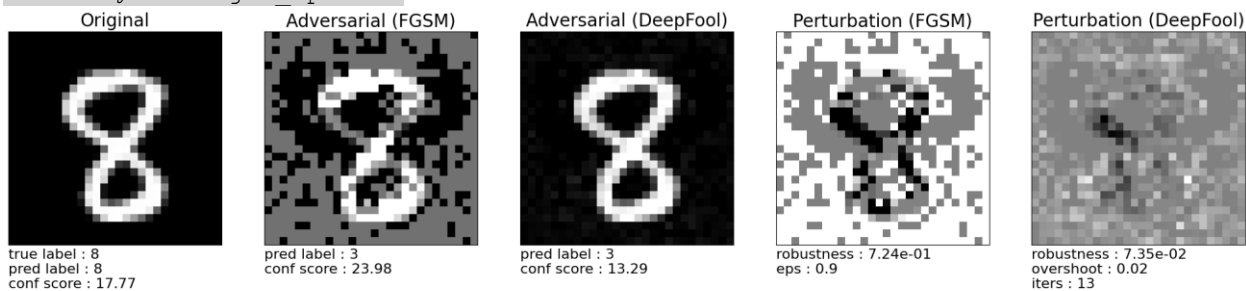 Original
true label : 8
pred label : 8
conf score : 17.77
Adversarial (FGSM)
pred label : 3
conf score : 23.98
Adversarial (DeepFool)
pred label : 3
conf score : 13.29
Perturbation (FGSM)
robustness : 7.24e-01
eps : 0.9
Perturbation (DeepFool)
robustness : 7.35e-02
overshoot : 0.02
iters : 13